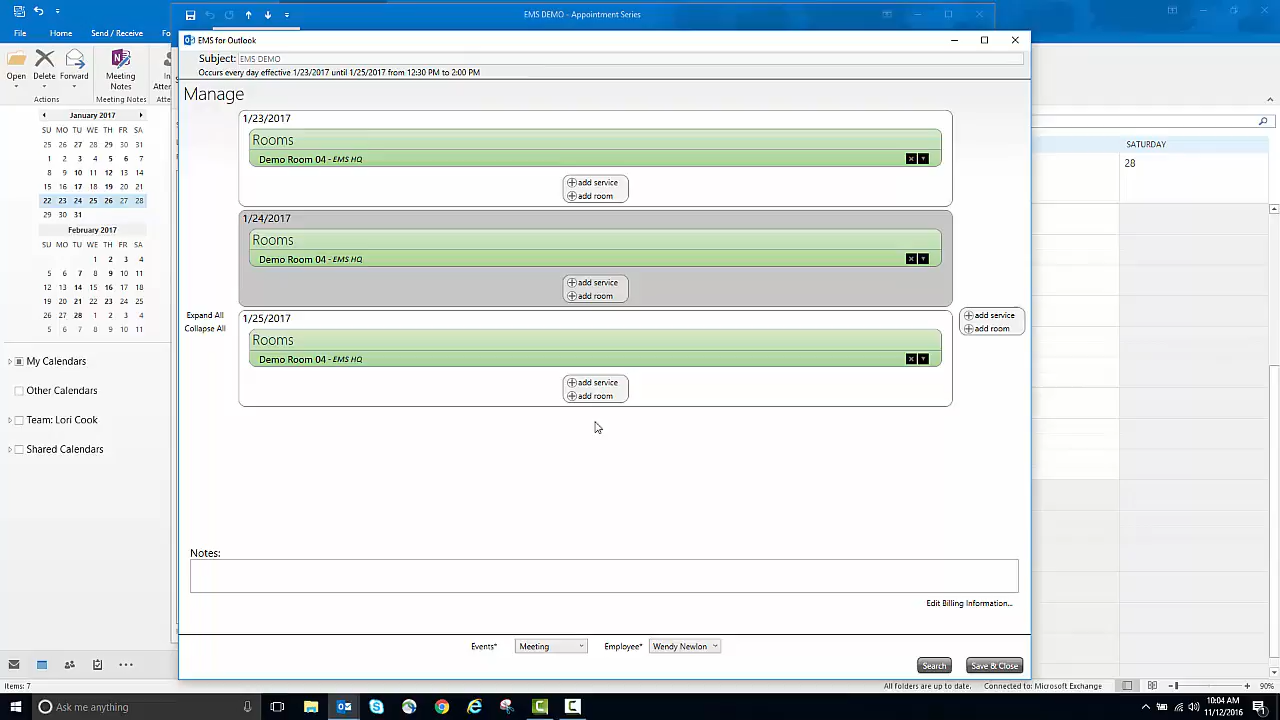 EMS DEMO - Appointment Series
File Home Send / Receive Fo
Open
Delete
Forward
Meeting Notes
In
Atter
Actions
Meeting Notes
Atte
EMS for Outlook
Subject: EMS DEMO
Occurs every day effective 1/23/2017 until 1/25/2017 from 12:30 PM to 2:00 PM
Manage
1/23/2017
Rooms
Demo Room 04 - EMS HQ
add service
add room
1/24/2017
Rooms
Demo Room 04 - EMS HQ
add service
add room
Expand All
Collapse All
1/25/2017
Rooms
Demo Room 04 - EMS HQ
add service
add room
add service
add room
Notes:
Edit Billing Information...
Events* Meeting Employee* Wendy Newlon
Search Save & Close
January 2017
SU MO TU WE TH FR SA
25 26 27 28 29 30 31
1 2 3 4 5 6 7
8 9 10 11 12 13 14
15 16 17 18 19 20 21
22 23 24 25 26 27 28
29 30 31
February 2017
SU MO TU WE TH FR SA
1 2 3 4
5 6 7 8 9 10 11
12 13 14 15 16 17 18
19 20 21 22 23 24 25
26 27 28 1 2 3 4
5 6 7 8 9 10 11
My Calendars
Other Calendars
Team: Lori Cook
Shared Calendars
SATURDAY
28
Items: 7
All folders are up to date.
Connected to: Microsoft Exchange
90%
Ask me anything
10:04 AM
11/12/2016